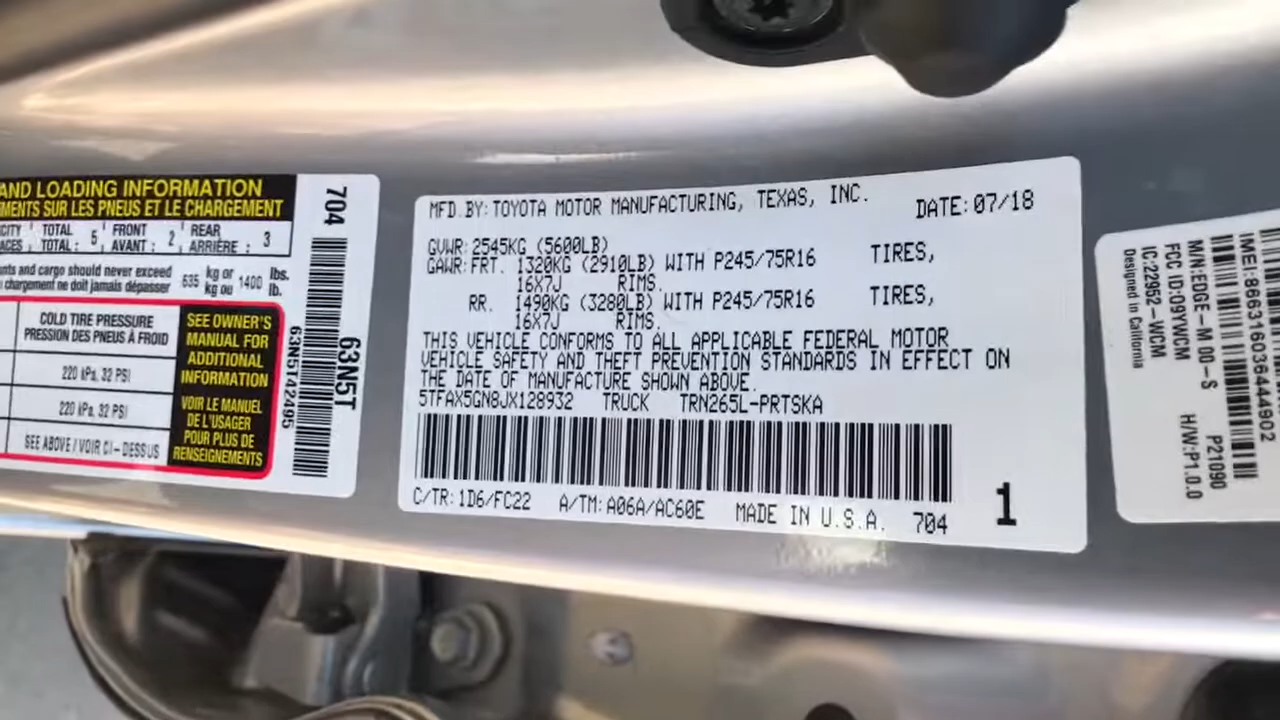 AND LOADING INFORMATION
MENTS SUR LES PNEUS ET LE CHARGEMENT
CITY TOTAL 5 FRONT 2 REAR 3
ACES TOTAL: AVANT: ARRIÈRE:
nts and cargo should never exceed 635 kg or 1400 lbs.
chargement ne doit jamais dépasser kg ou lb.
COLD TIRE PRESSURE
PRESSION DES PNEUS À FROID
220 kPa, 32 PSI
220 kPa, 32 PSI
SEE ABOVE / VOIR CI-DESSUS
SEE OWNER'S
MANUAL FOR
ADDITIONAL
INFORMATION
VOIR LE MANUEL
DE L'USAGER
POUR PLUS DE
RENSEIGNEMENTS
704
63N5T
63N5T42495
MFD.BY:TOYOTA MOTOR MANUFACTURING, TEXAS, INC. DATE:07/18
GVWR:2545KG (5600LB)
GAWR:FRT. 1320KG (2910LB) WITH P245/75R16 TIRES,
16X7J RIMS.
RR. 1490KG (3280LB) WITH P245/75R16 TIRES,
16X7J RIMS.
THIS VEHICLE CONFORMS TO ALL APPLICABLE FEDERAL MOTOR
VEHICLE SAFETY AND THEFT PREVENTION STANDARDS IN EFFECT ON
THE DATE OF MANUFACTURE SHOWN ABOVE.
5TFAX5GN8JX128932 TRUCK TRN265L-PRTSKA
C/TR:1D6/FC22 A/TM:A06A/AC60E MADE IN U.S.A. 704
1
IMEI:866316036444902
P21090
M/N:EDGE-M 00-S H/W:P1.0.0
FCC ID:O9YWCM
IC:22952-WCM
Designed in California